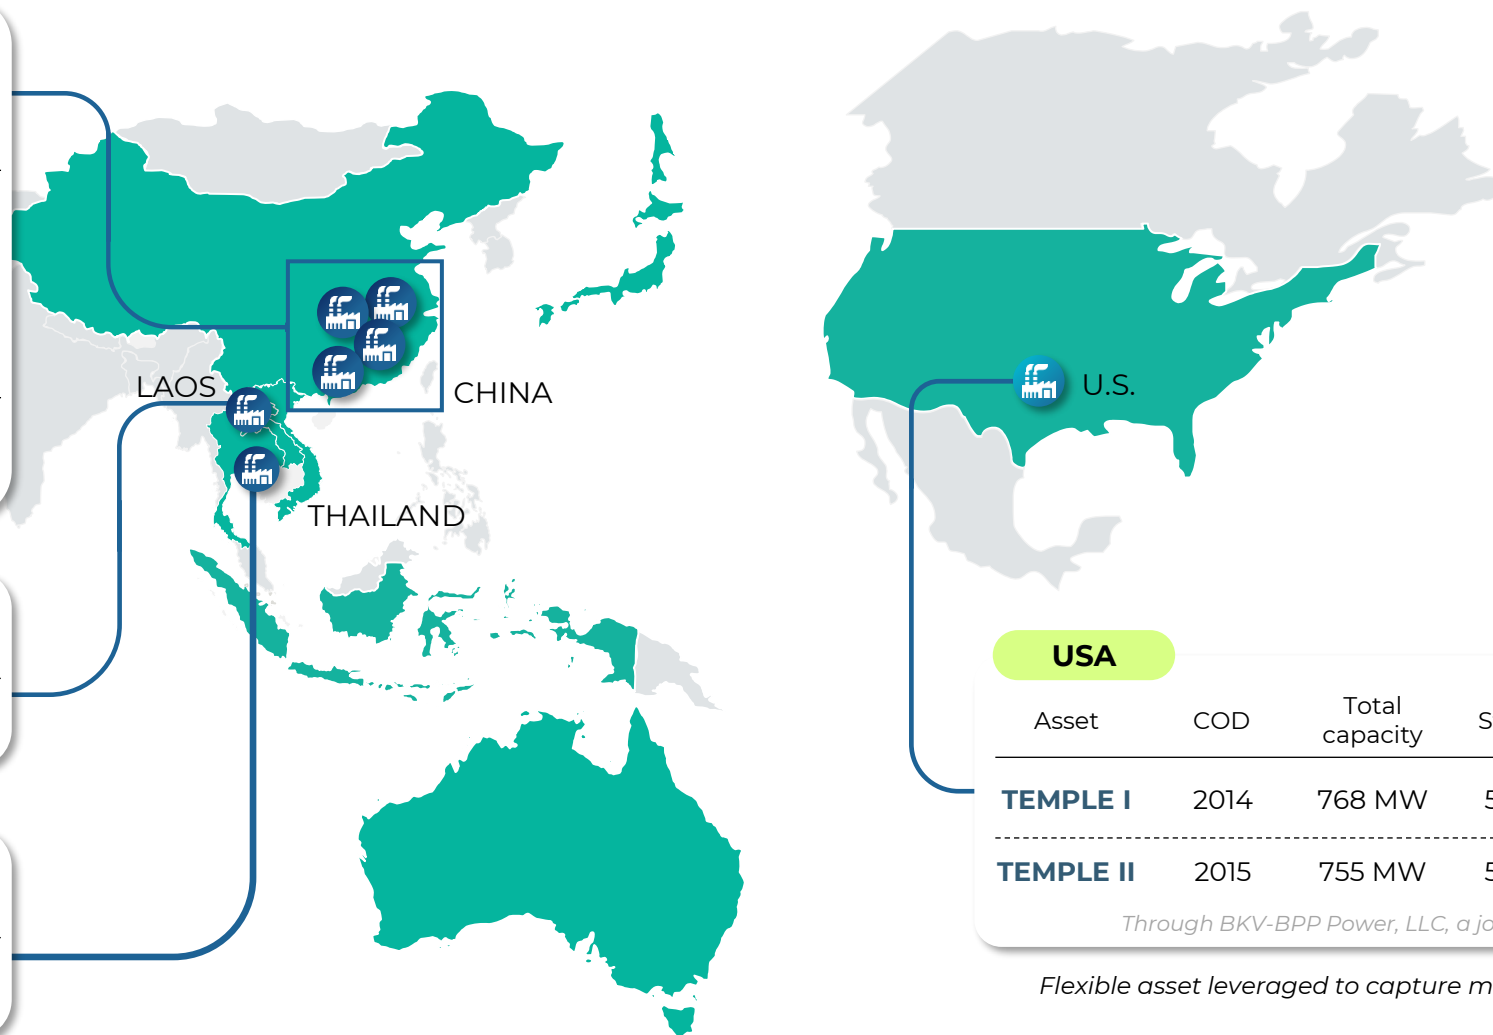 LAOS
CHINA
THAILAND
U.S.
USA
Asset COD Total capacity
TEMPLE I 2014 768 MW
TEMPLE II 2015 755 MW
Through BKV-BPP Power, LLC, a
Flexible asset leveraged to capture